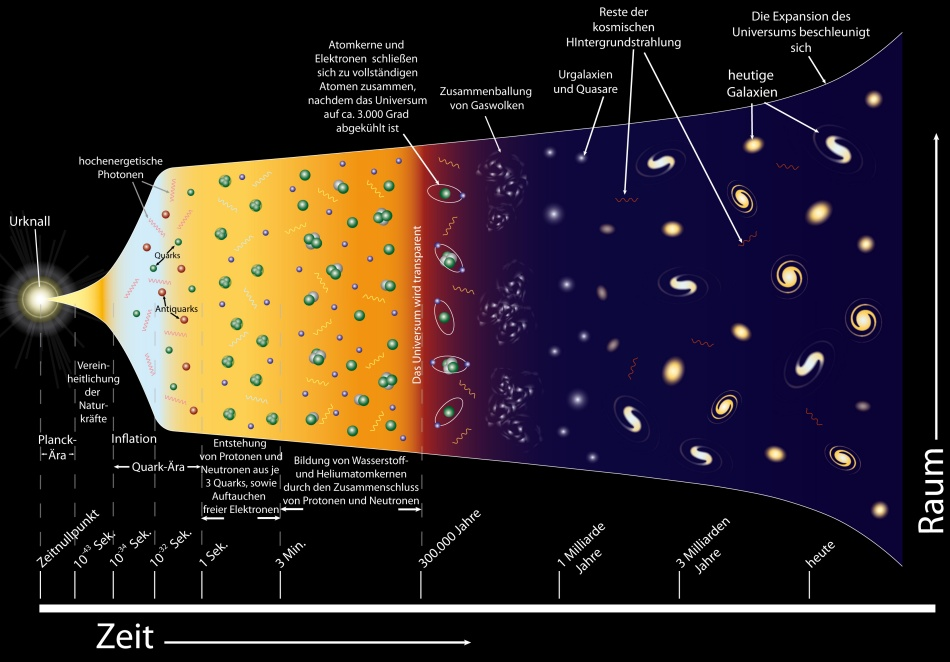 Urknall
hochenergetische
Photonen
Quarks
Antiquarks
Atomkerne und
Elektronen schließen
sich zu vollständigen
Atomen zusammen,
nachdem das Universum
auf ca. 3.000 Grad
abgekühlt ist
Zusammenballung
von Gaswolken
Urgalaxien
und Quasare
Reste der
kosmischen
HIntergrundstrahlung
heutige
Galaxien
Die Expansion des
Universums beschleunigt
sich
Das Universum wird transparent
Planck-
Ära
Verein-
heitlichung
der
Natur-
kräfte
Inflation
Quark-Ära
Entstehung
von Protonen und
Neutronen aus je
3 Quarks, sowie
Auftauchen
freier Elektronen
Bildung von Wasserstoff-
und Heliumatomkernen
durch den Zusammenschluss
von Protonen und Neutronen
Zeitnullpunkt
10⁻⁴³ Sek.
10⁻³⁴ Sek.
10⁻³² Sek.
1 Sek.
3 Min.
300.000 Jahre
1 Milliarde
Jahre
3 Milliarden
Jahre
heute
Zeit
Raum